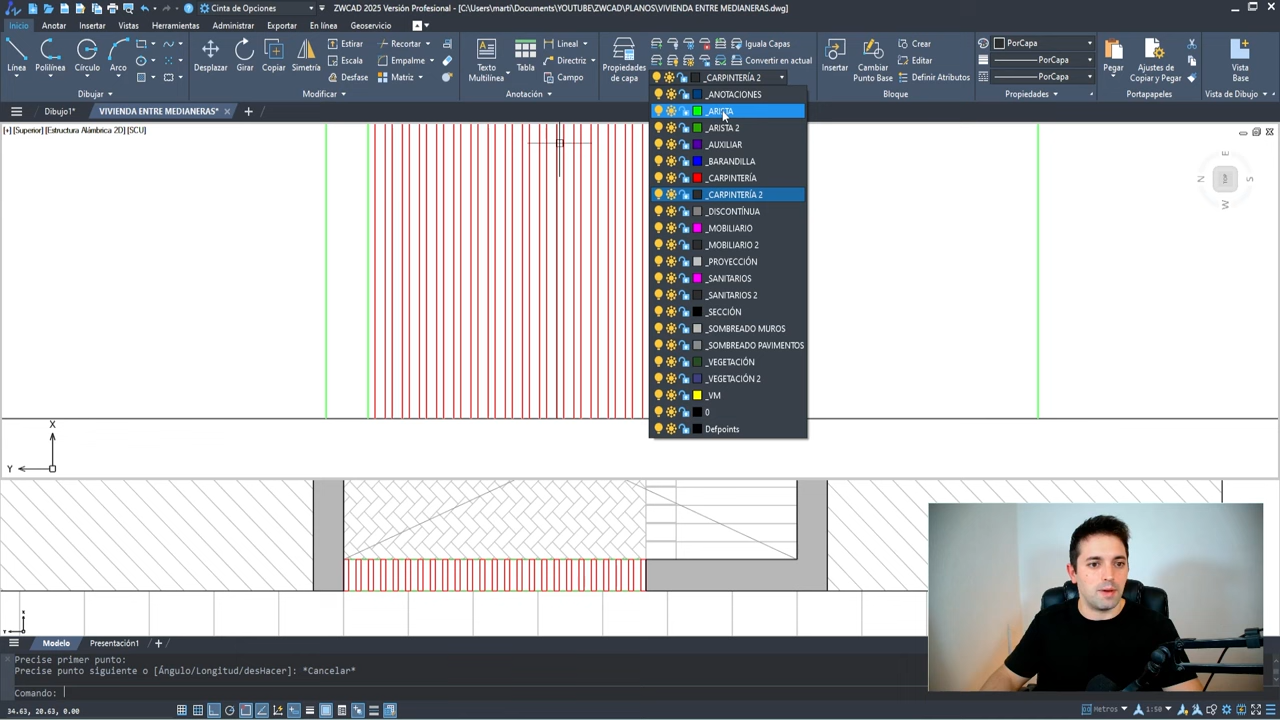 Cinta de Opciones
ZWCAD 2025 Versión Profesional - [C:\Users\marti\Documents\YOUTUBE\ZWCAD\PLANOS\VIVIENDA ENTRE MEDIANERAS.dwg]
Inicio Anotar Insertar Vistas Herramientas Exportar En línea Geoservicio
Línea Polilínea Círculo Arco
Desplazar Girar Copiar Simetría
Estirar Recortar
Escala Empalme
Desfase Matriz
Texto Multilínea
Tabla
Lineal
Directriz
Campo
Propiedades de capa
Iguala Capas
Convertir en actual
_CARPINTERÍA 2
Insertar
Cambiar Punto Base
Crear
Editar
Definir Atributos
PorCapa
PorCapa
PorCapa
Pegar
Ajustes de Copiar y Pegar
Vista Base
Dibujar Modificar Anotación Bloque Propiedades Portapapeles Vista de Dibujo
Dibujo1* VIVIENDA ENTRE MEDIANERAS*
[+] [Superior] [Estructura Alámbrica 2D] [SCU]
_ANOTACIONES
_ARISTA
_ARISTA 2
_AUXILIAR
_BARANDILLA
_CARPINTERÍA
_CARPINTERÍA 2
_DISCONTÍNUA
_MOBILIARIO
_MOBILIARIO 2
_PROYECCIÓN
_SANITARIOS
_SANITARIOS 2
_SECCIÓN
_SOMBREADO MUROS
_SOMBREADO PAVIMENTOS
_VEGETACIÓN
_VEGETACIÓN 2
_VM
0
Defpoints
E
N TOP S
W
X
Y
Modelo Presentación1
Precise primer punto:
Precise punto siguiente o [Ángulo/Longitud/desHacer]: *Cancelar*
Comando:
34.63, 20.63, 0.00
Metros 1:50